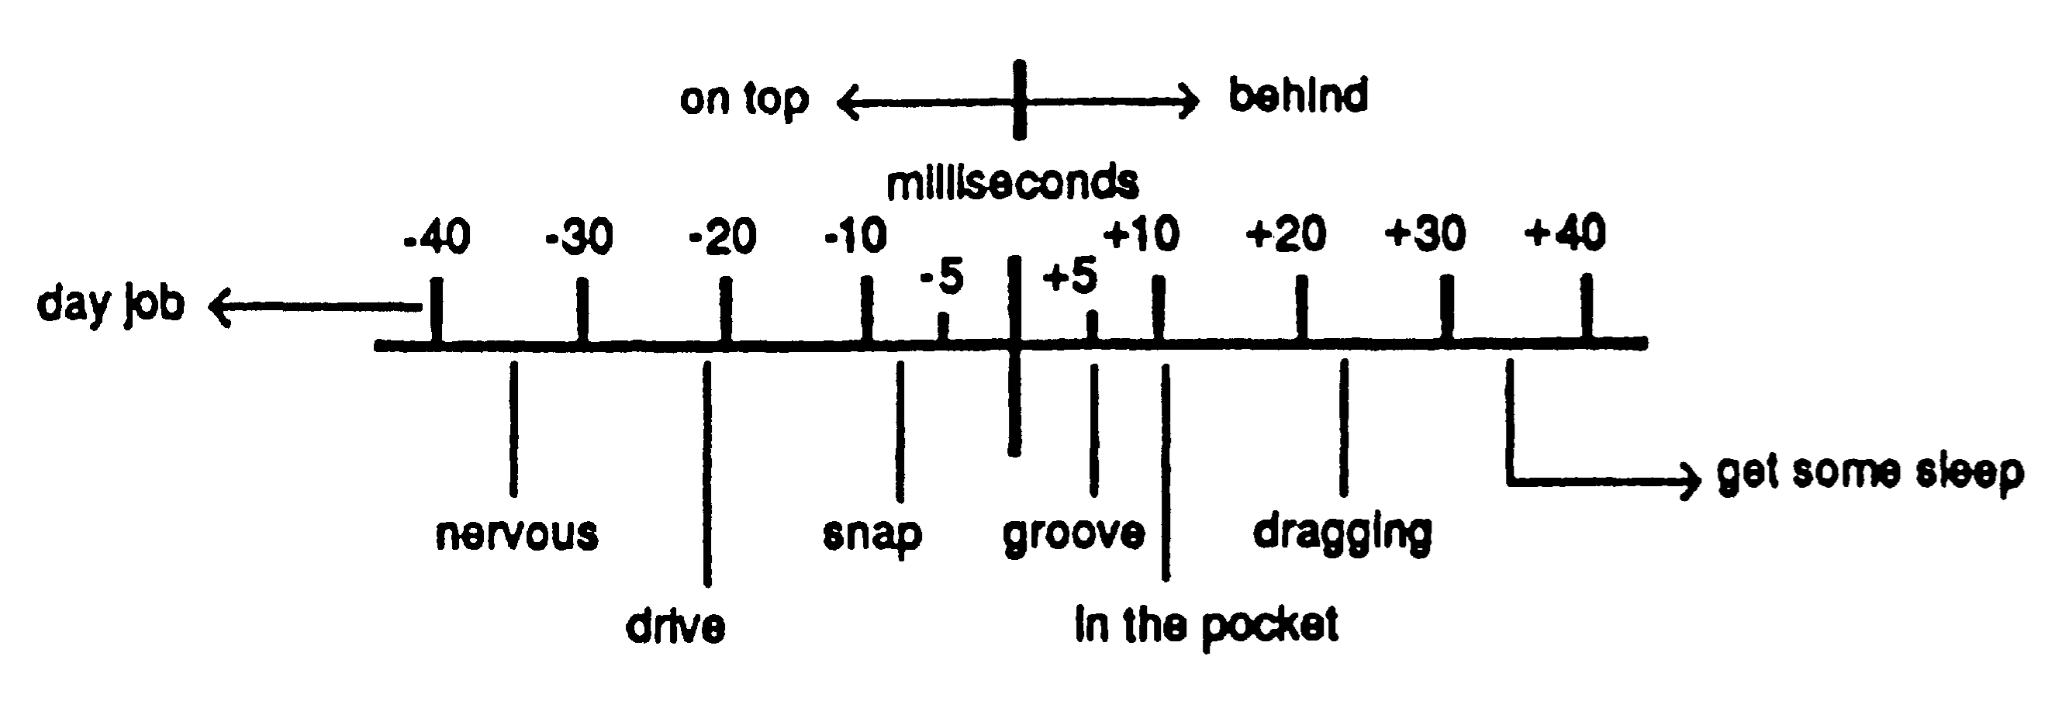 on top behind
milliseconds
-40 -30 -20 -10 +10 +20 +30 +40
-5 +5
day job
get some sleep
nervous snap groove dragging
drive in the pocket